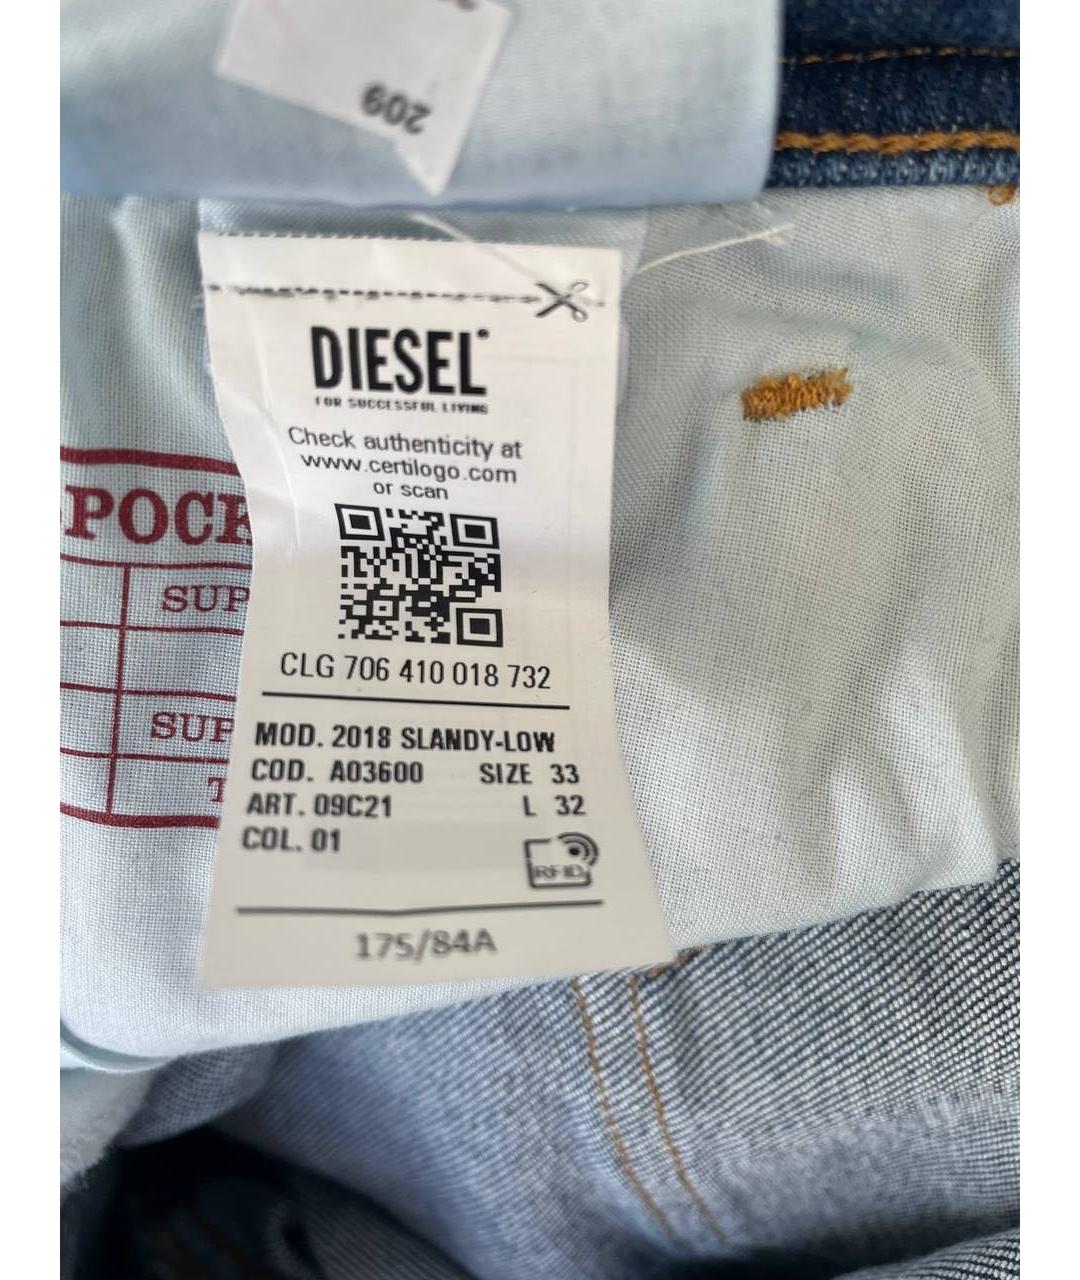 209
DIESEL
FOR SUCCESSFUL LIVING
Check authenticity at
www.certilogo.com
or scan
CLG 706 410 018 732
MOD. 2018 SLANDY-LOW
COD. A03600 SIZE 33
ART. 09C21 L 32
COL. 01
RFID
175/84A
POCK
SUP
SUP
T